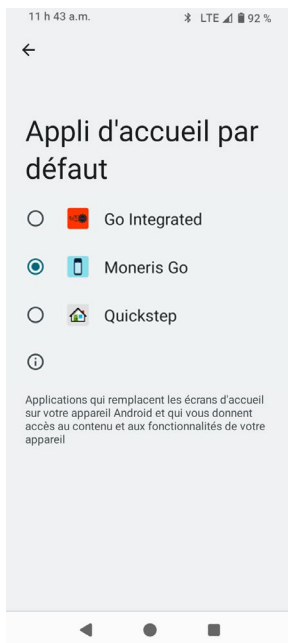 11 h 43 a.m. LTE 92 %
Appli d'accueil par
défaut
Go Integrated
Moneris Go
Quickstep
Applications qui remplacent les écrans d'accueil
sur votre appareil Android et qui vous donnent
accès au contenu et aux fonctionnalités de votre
appareil